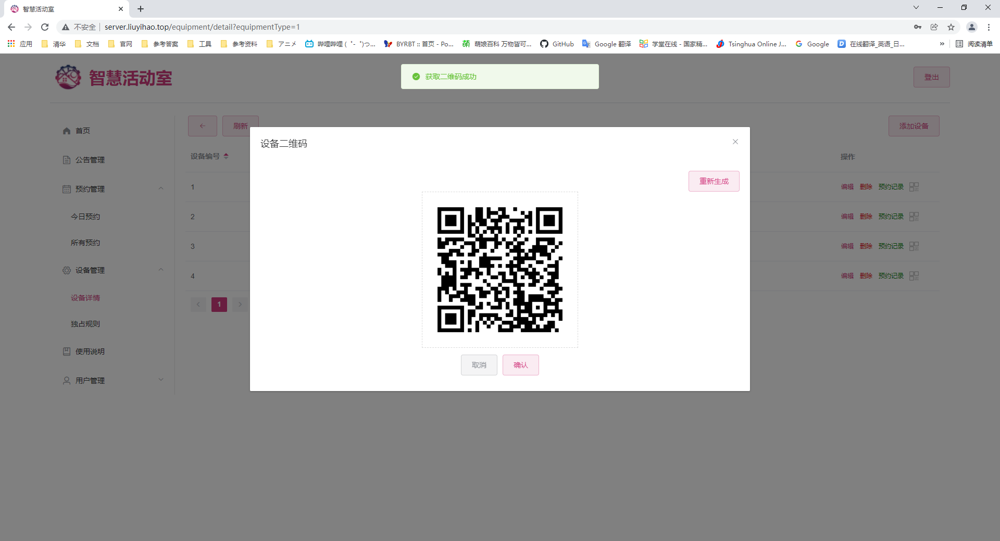 智慧活动室
不安全 server.liuyihao.top/equipment/detail?equipmentType=1
应用 清华 文档 官网 参考答案 工具 参考资料 アニメ 哔哩哔哩 (゜-゜)つ... BYRBT :: 首页 - Po... 萌娘百科 万物皆可... GitHub Google 翻译 学堂在线 - 国家精... Tsinghua Online J... Google 在线翻译_英语_日... » 阅读清单
智慧活动室
获取二维码成功
登出
首页
公告管理
预约管理
今日预约
所有预约
设备管理
设备详情
独占规则
使用说明
用户管理
刷新
添加设备
设备编号
操作
1
编辑 删除 预约记录
2
编辑 删除 预约记录
3
编辑 删除 预约记录
4
编辑 删除 预约记录
1
设备二维码
重新生成
取消
确认